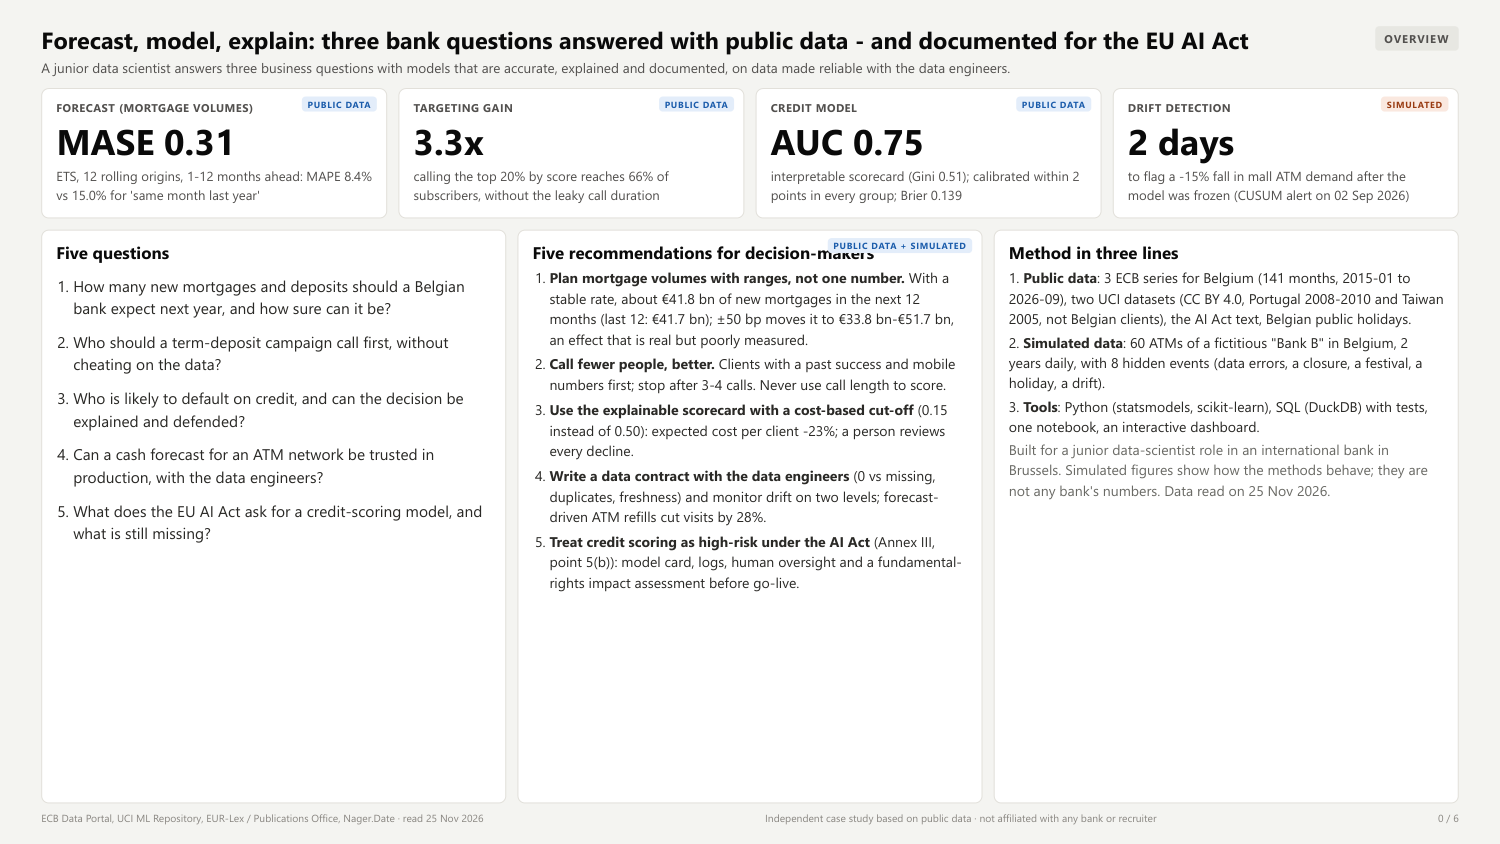 Forecast, model, explain: three bank questions answered with public data - and documented for the EU AI Act
OVERVIEW
A junior data scientist answers three business questions with models that are accurate, explained and documented, on data made reliable with the data engineers.
FORECAST (MORTGAGE VOLUMES)
PUBLIC DATA
MASE 0.31
ETS, 12 rolling origins, 1-12 months ahead: MAPE 8.4%
vs 15.0% for 'same month last year'
TARGETING GAIN
PUBLIC DATA
3.3x
calling the top 20% by score reaches 66% of
subscribers, without the leaky call duration
CREDIT MODEL
PUBLIC DATA
AUC 0.75
interpretable scorecard (Gini 0.51); calibrated within 2
points in every group; Brier 0.139
DRIFT DETECTION
SIMULATED
2 days
to flag a -15% fall in mall ATM demand after the
model was frozen (CUSUM alert on 02 Sep 2026)
Five questions
1. How many new mortgages and deposits should a Belgian
bank expect next year, and how sure can it be?
2. Who should a term-deposit campaign call first, without
cheating on the data?
3. Who is likely to default on credit, and can the decision be
explained and defended?
4. Can a cash forecast for an ATM network be trusted in
production, with the data engineers?
5. What does the EU AI Act ask for a credit-scoring model, and
what is still missing?
Five recommendations for decision-makers
PUBLIC DATA + SIMULATED
1. Plan mortgage volumes with ranges, not one number. With a
stable rate, about €41.8 bn of new mortgages in the next 12
months (last 12: €41.7 bn); ±50 bp moves it to €33.8 bn-€51.7 bn,
an effect that is real but poorly measured.
2. Call fewer people, better. Clients with a past success and mobile
numbers first; stop after 3-4 calls. Never use call length to score.
3. Use the explainable scorecard with a cost-based cut-off (0.15
instead of 0.50): expected cost per client -23%; a person reviews
every decline.
4. Write a data contract with the data engineers (0 vs missing,
duplicates, freshness) and monitor drift on two levels; forecast-
driven ATM refills cut visits by 28%.
5. Treat credit scoring as high-risk under the AI Act (Annex III,
point 5(b)): model card, logs, human oversight and a fundamental-
rights impact assessment before go-live.
Method in three lines
1. Public data: 3 ECB series for Belgium (141 months, 2015-01 to
2026-09), two UCI datasets (CC BY 4.0, Portugal 2008-2010 and Taiwan
2005, not Belgian clients), the AI Act text, Belgian public holidays.
2. Simulated data: 60 ATMs of a fictitious "Bank B" in Belgium, 2
years daily, with 8 hidden events (data errors, a closure, a festival, a
holiday, a drift).
3. Tools: Python (statsmodels, scikit-learn), SQL (DuckDB) with tests,
one notebook, an interactive dashboard.
Built for a junior data-scientist role in an international bank in
Brussels. Simulated figures show how the methods behave; they are
not any bank's numbers. Data read on 25 Nov 2026.
ECB Data Portal, UCI ML Repository, EUR-Lex / Publications Office, Nager.Date · read 25 Nov 2026
Independent case study based on public data · not affiliated with any bank or recruiter
0 / 6